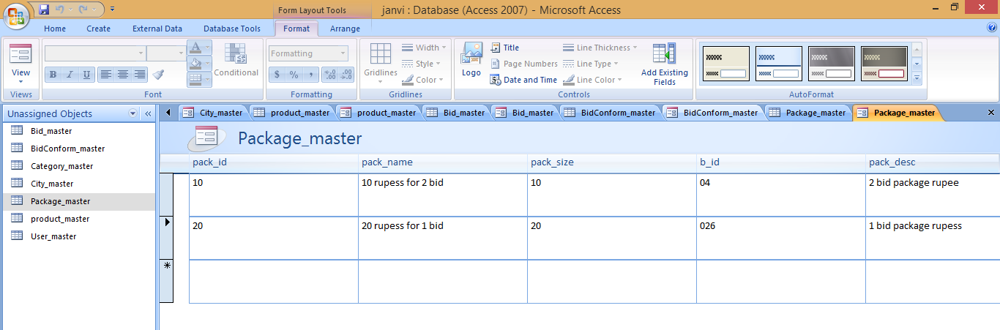 Form Layout Tools janvi : Database (Access 2007) - Microsoft Access
Home Create External Data Database Tools Format Arrange
View
Views
B I U
Conditional
Font
Formatting
$ % , .00 .00
Formatting
Gridlines
Width
Style
Color
Gridlines
Logo
Title
Page Numbers
Date and Time
Line Thickness
Line Type
Line Color
Add Existing
Fields
Controls
AutoFormat
Unassigned Objects
Bid_master
BidConform_master
Category_master
City_master
Package_master
product_master
User_master
City_master product_master product_master Bid_master Bid_master BidConform_master BidConform_master Package_master Package_master
Package_master
pack_id pack_name pack_size b_id pack_desc
10 10 rupess for 2 bid 10 04 2 bid package rupee
20 20 rupess for 1 bid 20 026 1 bid package rupess